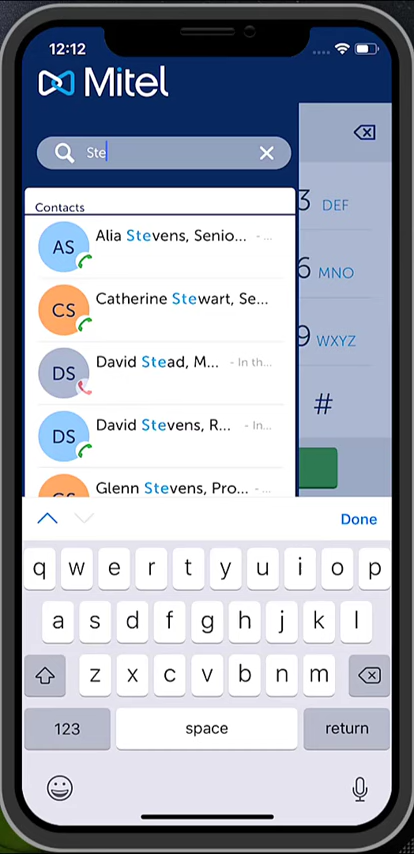 12:12
Mitel
Ste
Contacts
AS
Alia Stevens, Senio... - ...
CS
Catherine Stewart, Se...
DS
David Stead, M... - In th...
DS
David Stevens, R... - In...
Glenn Stevens, Pro... - ...
3 DEF
6 MNO
9 WXYZ
#
Done
q w e r t y u i o p
a s d f g h j k l
z x c v b n m
123 space return